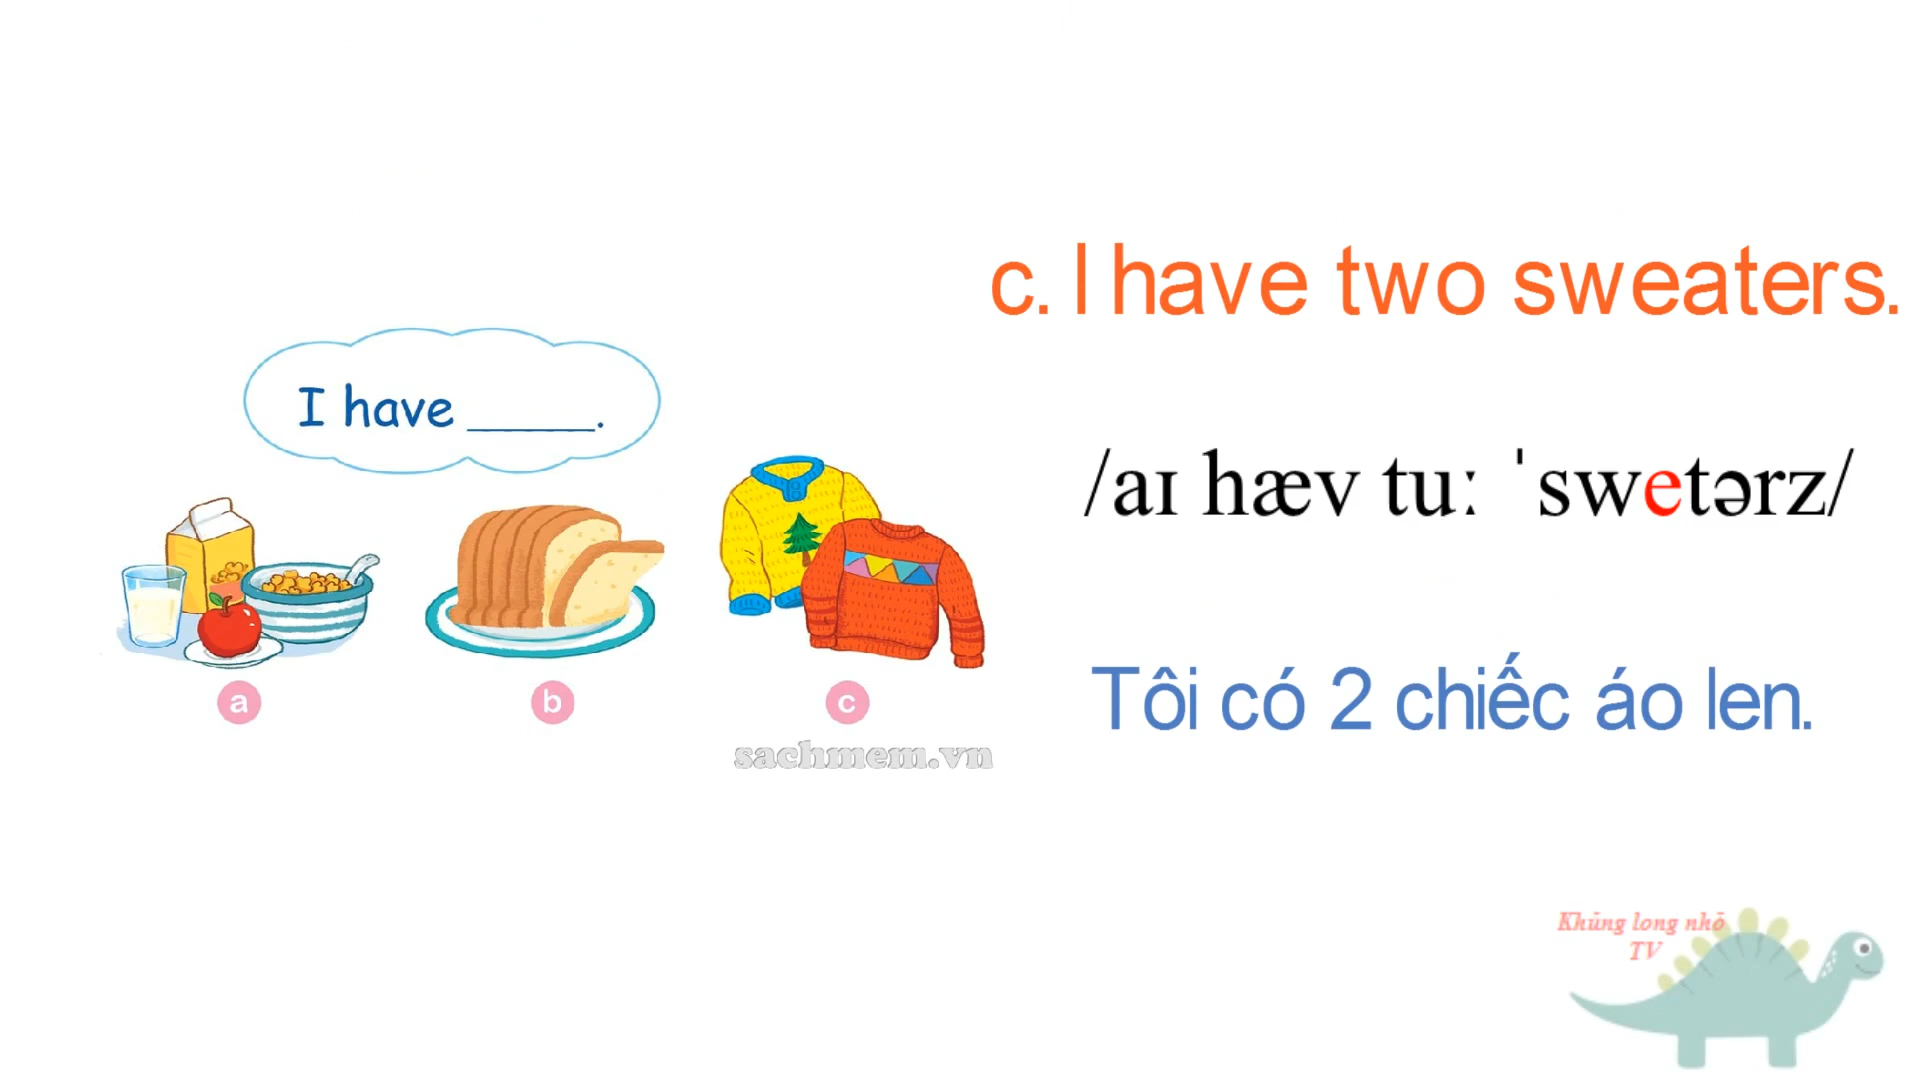 c. I have two sweaters.
I have _____.
/aɪ hæv tuː ˈswetərz/
a
b
c
Tôi có 2 chiếc áo len.
sachmem.vn
Khủng long nhỏ
TV